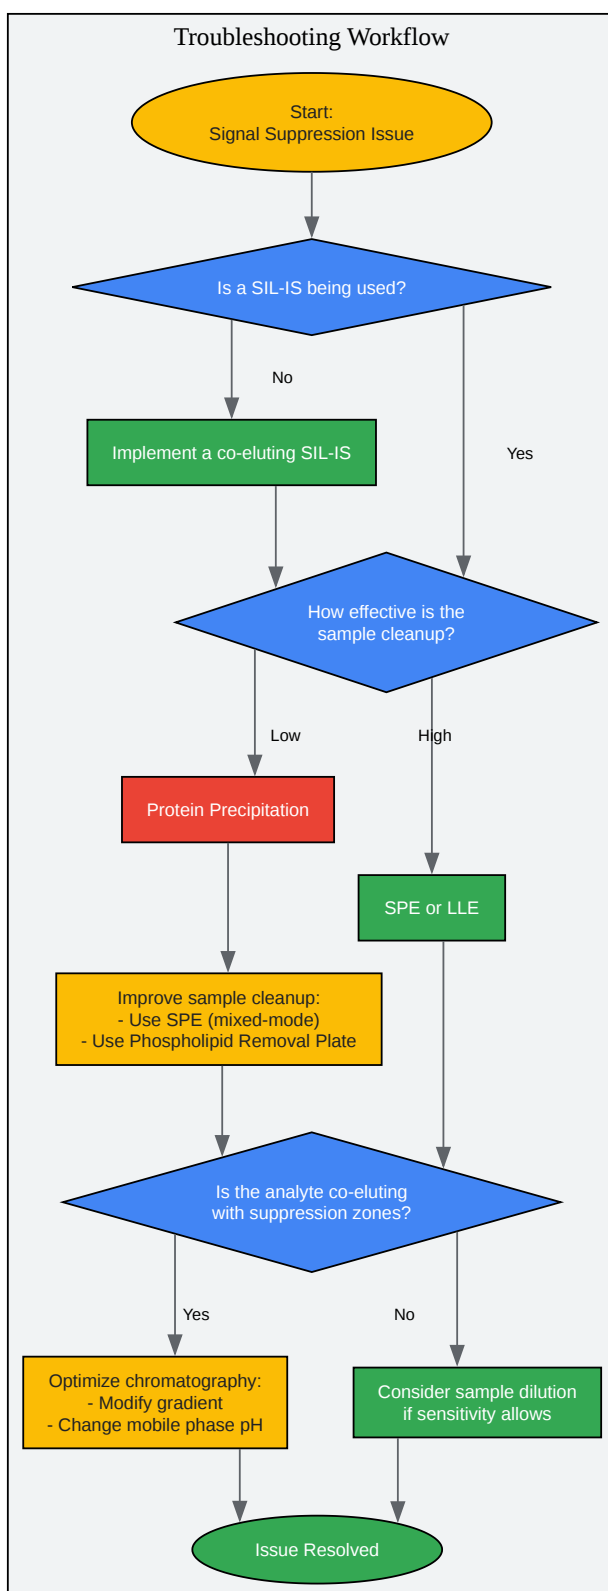 Troubleshooting Workflow
Start:
Signal Suppression Issue
Is a SIL-IS being used?
No
Yes
Implement a co-eluting SIL-IS
How effective is the
sample cleanup?
Low
High
Protein Precipitation
SPE or LLE
Improve sample cleanup:
- Use SPE (mixed-mode)
- Use Phospholipid Removal Plate
Is the analyte co-eluting
with suppression zones?
Yes
No
Optimize chromatography:
- Modify gradient
- Change mobile phase pH
Consider sample dilution
if sensitivity allows
Issue Resolved